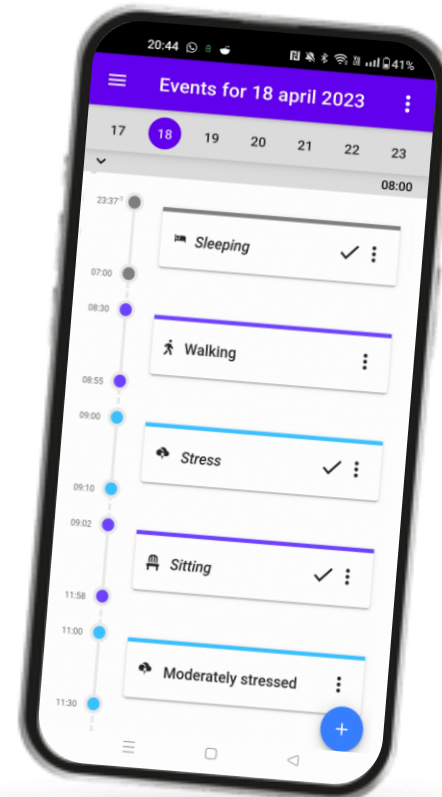 20:44 41%
Events for 18 april 2023
17 18 19 20 21 22 23
08:00
23:37⁻¹
Sleeping
07:00
08:30
Walking
08:55
09:00
Stress
09:10
09:02
Sitting
11:58
11:00
Moderately stressed
11:30
+